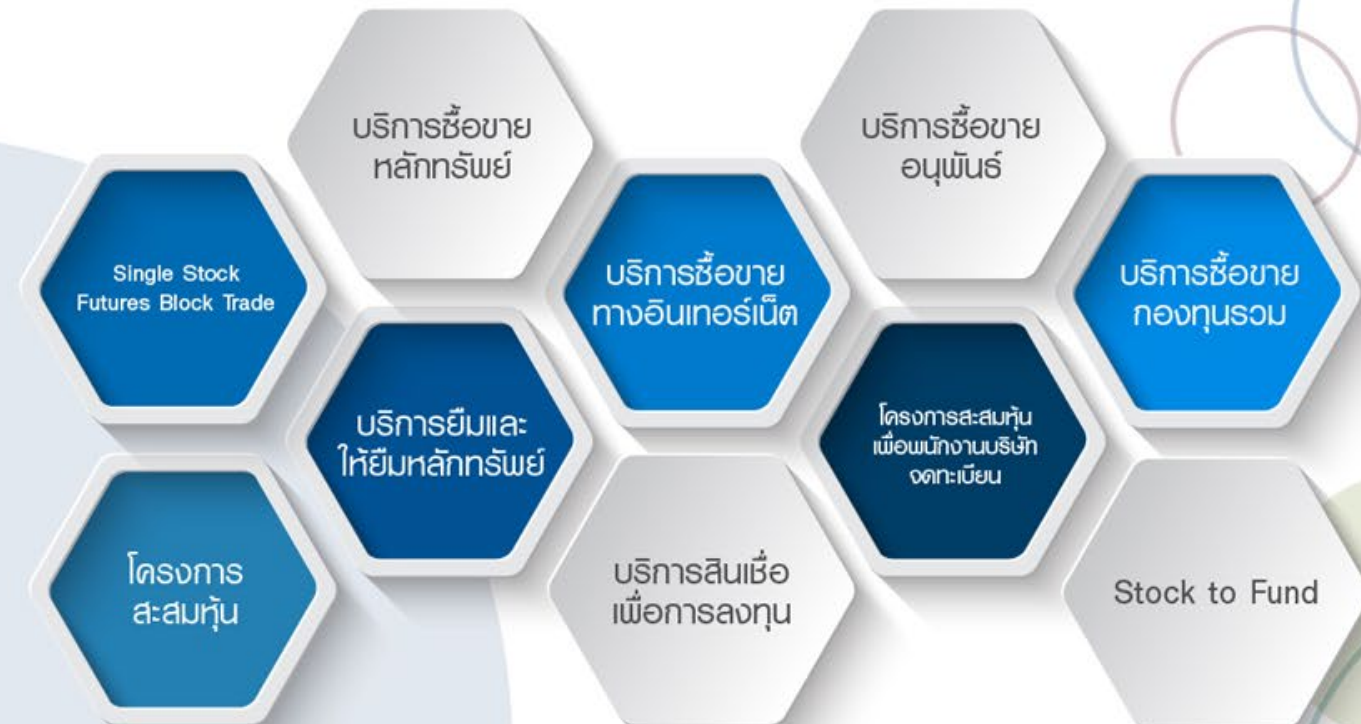 บริการซื้อขาย
หลักทรัพย์
บริการซื้อขาย
อนุพันธ์
Single Stock
Futures Block Trade
บริการซื้อขาย
ทางอินเทอร์เน็ต
บริการซื้อขาย
กองทุนรวม
บริการยืมและ
ให้ยืมหลักทรัพย์
โครงการสะสมหุ้น
เพื่อพนักงานบริษัท
จดทะเบียน
โครงการ
สะสมหุ้น
บริการสินเชื่อ
เพื่อการลงทุน
Stock to Fund